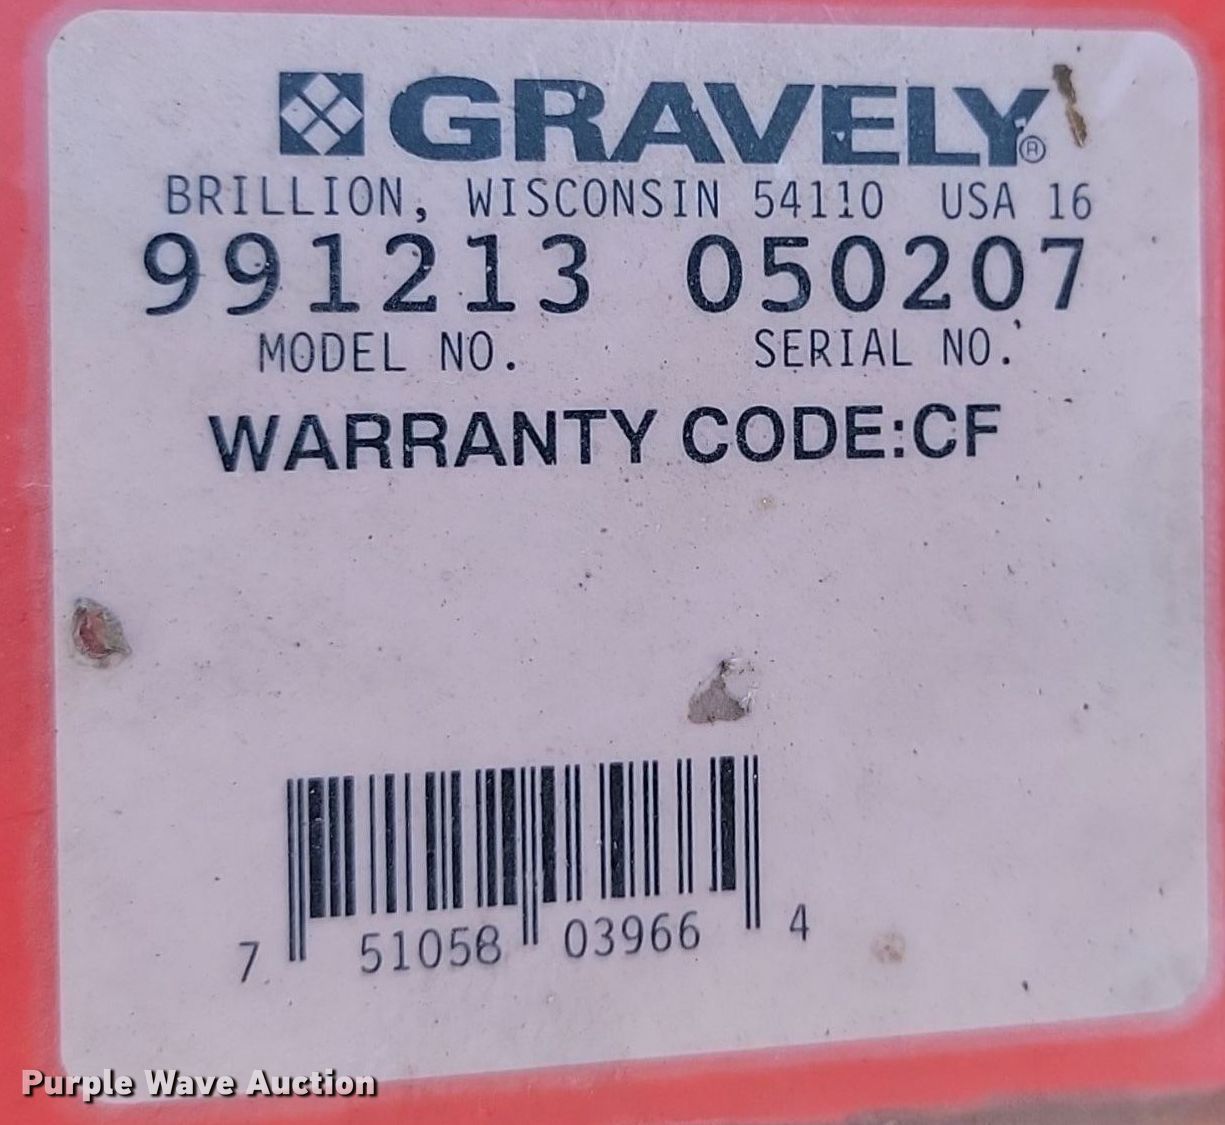 GRAVELY®
BRILLION, WISCONSIN 54110 USA 16
991213 050207
MODEL NO. SERIAL NO.
WARRANTY CODE:CF
7 51058 03966 4
Purple Wave Auction